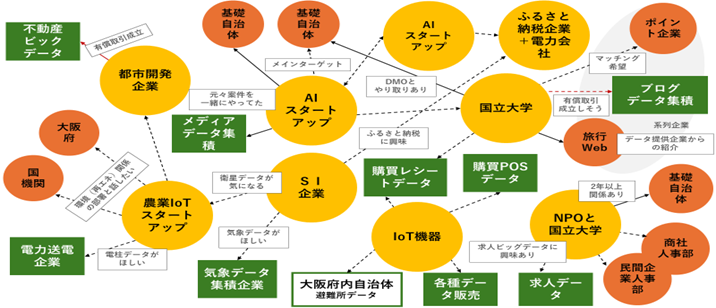 不動産
ビック
データ
有償取引成立
都市開発
企業
基礎
自治体
基礎
自治体
メインターゲット
AI
スタート
アップ
ふるさと
納税企業
＋電力会
社
ポイン
ト企業
マッチング
希望
ブログ
データ集積
有償取引
成立しそう
系列企業
データ提供企業から
の紹介
旅行
Web
国立大学
DMOと
やり取りあり
元々案件を
一緒にやってた
AI
スタート
アップ
メディア
データ集
積
ふるさと納税
に興味
大阪
府
国
機関
環境（再エネ）関係
の部署と話したい
農業IoT
スタート
アップ
衛星データが
気になる
ＳＩ
企業
購買レシー
トデータ
購買POS
データ
2年以上
関係あり
基礎
自治体
NPOと
国立大学
商社
人事部
民間企
業人事
部
電力送電
企業
電柱データが
ほしい
気象データが
ほしい
気象データ
集積企業
IoT機器
求人ビッグデータに
興味あり
大阪府内自治体
避難所データ
各種デー
タ販売
求人デー
タ